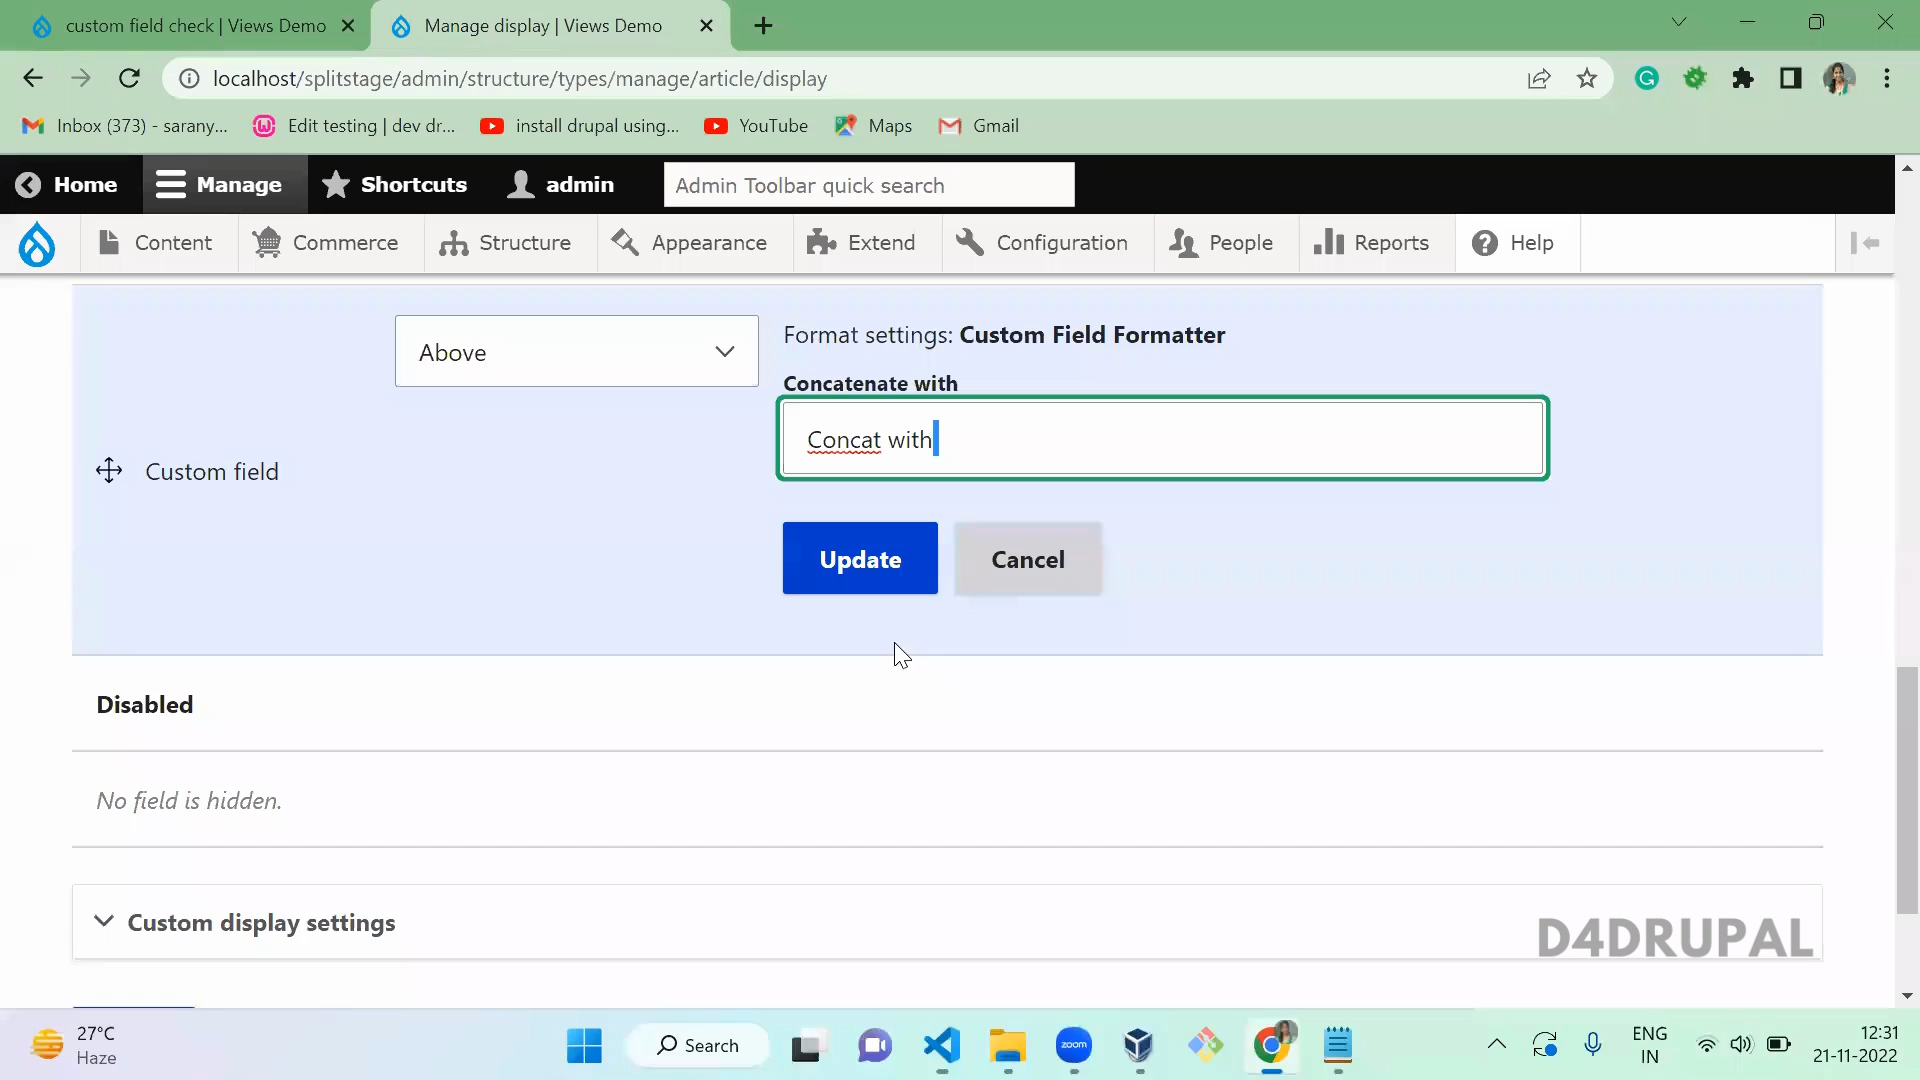 custom field check | Views Demo
Manage display | Views Demo
localhost/splitstage/admin/structure/types/manage/article/display
Inbox (373) - sarany...
Edit testing | dev dr...
install drupal using...
YouTube
Maps
Gmail
Home
Manage
Shortcuts
admin
Admin Toolbar quick search
Content
Commerce
Structure
Appearance
Extend
Configuration
People
Reports
Help
Above
Format settings: Custom Field Formatter
Concatenate with
Concat with
Custom field
Update
Cancel
Disabled
No field is hidden.
Custom display settings
D4DRUPAL
27°C
Haze
Search
zoom
ENG
IN
12:31
21-11-2022